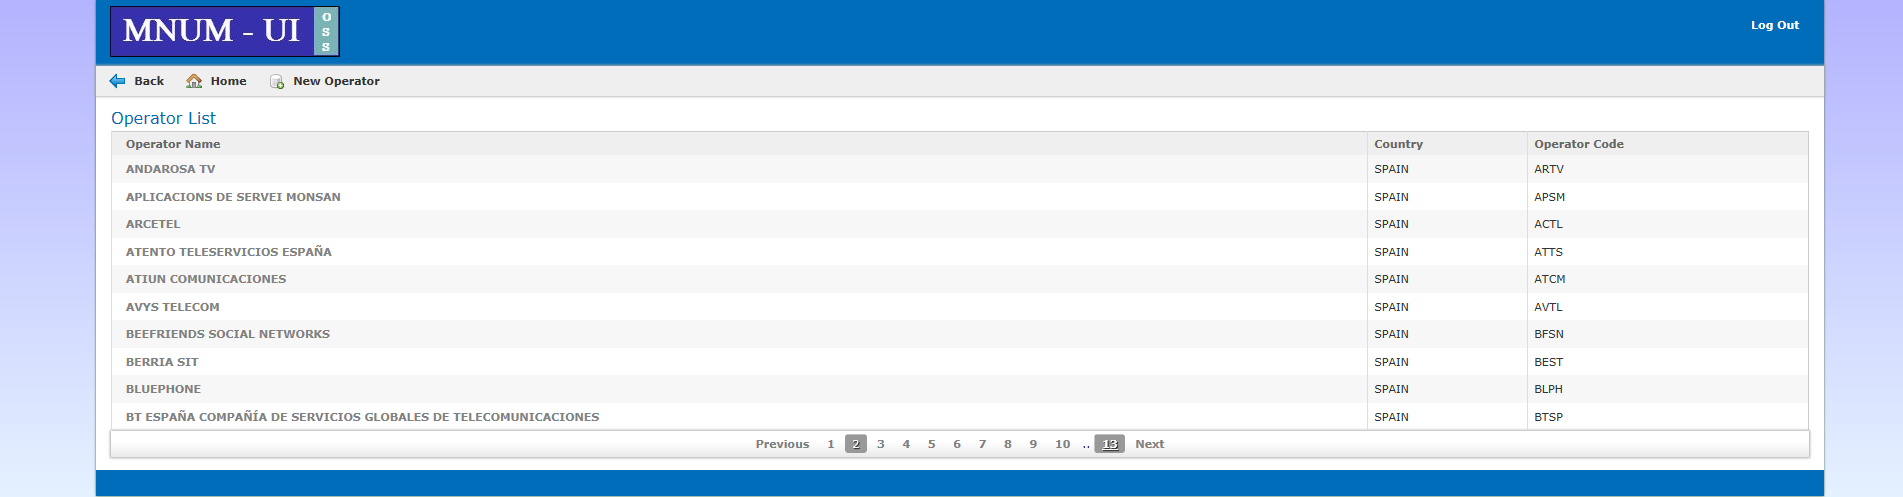 MNUM - UI
OSS
Log Out
Back Home New Operator
Operator List
Operator Name Country Operator Code
ANDAROSA TV SPAIN ARTV
APLICACIONS DE SERVEI MONSAN SPAIN APSM
ARCETEL SPAIN ACTL
ATENTO TELESERVICIOS ESPAÑA SPAIN ATTS
ATIUN COMUNICACIONES SPAIN ATCM
AVYS TELECOM SPAIN AVTL
BEEFRIENDS SOCIAL NETWORKS SPAIN BFSN
BERRIA SIT SPAIN BEST
BLUEPHONE SPAIN BLPH
BT ESPAÑA COMPAÑÍA DE SERVICIOS GLOBALES DE TELECOMUNICACIONES SPAIN BTSP
Previous 1 2 3 4 5 6 7 8 9 10 .. 13 Next